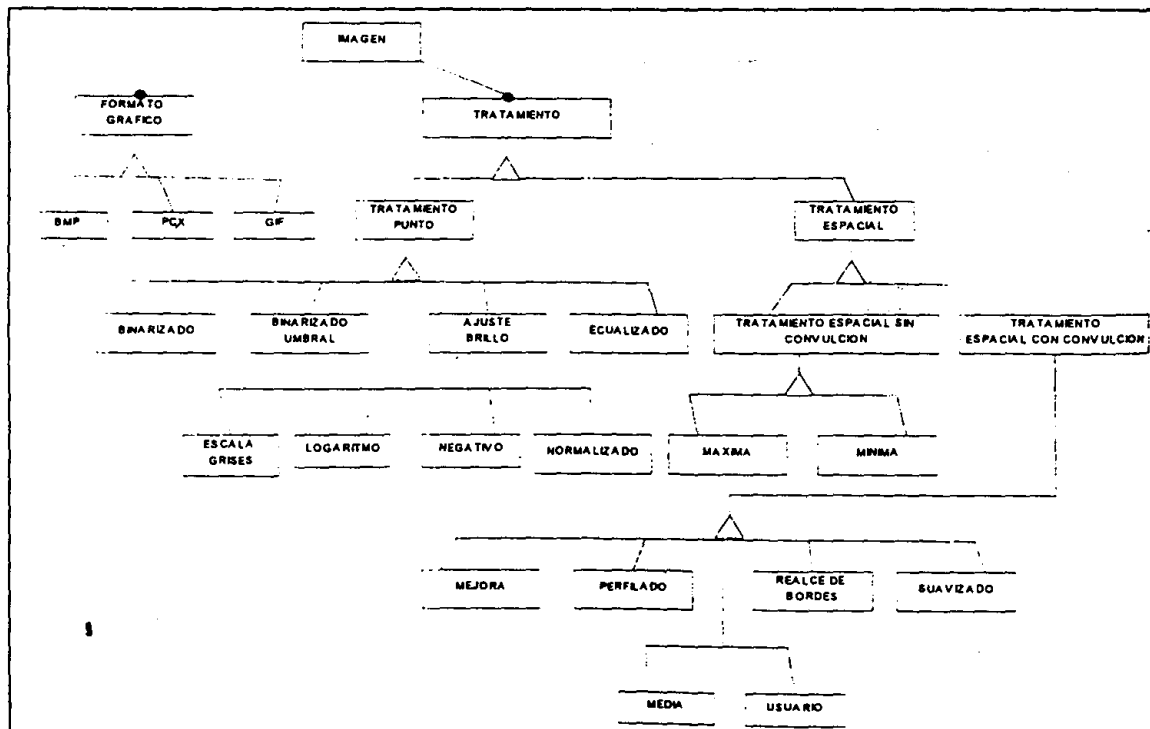 IMAGEN
FORMATO
GRAFICO
TRATAMIENTO
BMP
PCX
GIF
TRATAMIENTO
PUNTO
TRATAMIENTO
ESPACIAL
BINARIZADO
BINARIZADO
UMBRAL
AJUSTE
BRILLO
ECUALIZADO
TRATAMIENTO ESPACIAL SIN
CONVULCION
TRATAMIENTO
ESPACIAL CON CONVULCION
ESCALA
GRISES
LOGARITMO
NEGATIVO
NORMALIZADO
MAXIMA
MINIMA
MEJORA
PERFILADO
REALCE DE
BORDES
SUAVIZADO
MEDIA
USUARIO